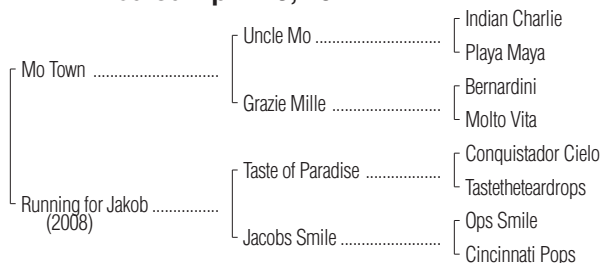 Mo Town
Uncle Mo
Indian Charlie
Playa Maya
Grazie Mille
Bernardini
Molto Vita
Running for Jakob
(2008)
Taste of Paradise
Conquistador Cielo
Tastetheteardrops
Jacobs Smile
Ops Smile
Cincinnati Pops